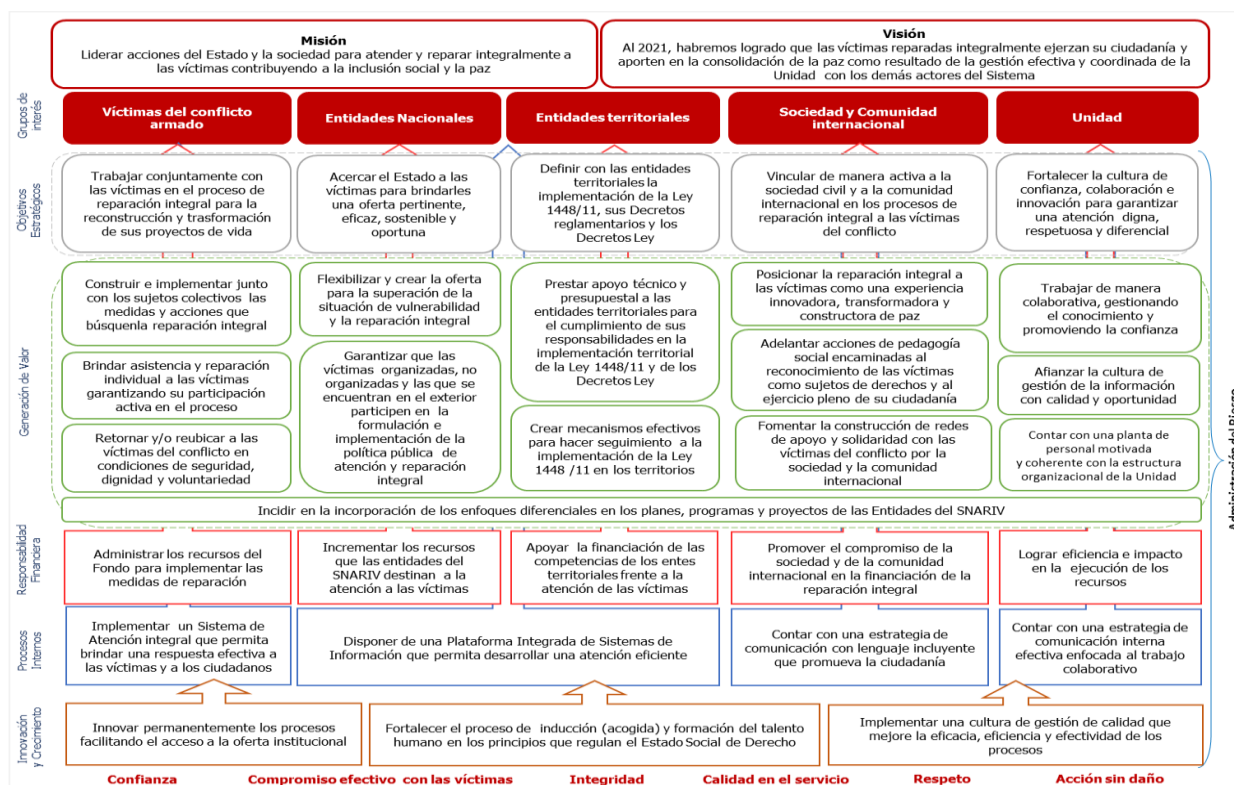 Misión
Liderar acciones del Estado y la sociedad para atender y reparar integralmente a
las víctimas contribuyendo a la inclusión social y la paz
Visión
Al 2021, habremos logrado que las víctimas reparadas integralmente ejerzan su ciudadanía y
aporten en la consolidación de la paz como resultado de la gestión efectiva y coordinada de la
Unidad con los demás actores del Sistema
Grupos de
interés
Víctimas del conflicto
armado
Entidades Nacionales
Entidades territoriales
Sociedad y Comunidad
internacional
Unidad
Objetivos
Estratégicos
Trabajar conjuntamente con
las víctimas en el proceso de
reparación integral para la
reconstrucción y trasformación
de sus proyectos de vida
Acercar el Estado a las
víctimas para brindarles
una oferta pertinente,
eficaz, sostenible y
oportuna
Definir con las entidades
territoriales la
implementación de la Ley
1448/11, sus Decretos
reglamentarios y los
Decretos Ley
Vincular de manera activa a la
sociedad civil y a la comunidad
internacional en los procesos de
reparación integral a las víctimas
del conflicto
Fortalecer la cultura de
confianza, colaboración e
innovación para garantizar
una atención digna,
respetuosa y diferencial
Generación de Valor
Construir e implementar junto
con los sujetos colectivos las
medidas y acciones que
búsquenla reparación integral
Brindar asistencia y reparación
individual a las víctimas
garantizando su participación
activa en el proceso
Retornar y/o reubicar a las
víctimas del conflicto en
condiciones de seguridad,
dignidad y voluntariedad
Flexibilizar y crear la oferta
para la superación de la
situación de vulnerabilidad
y la reparación integral
Garantizar que las
víctimas organizadas, no
organizadas y las que se
encuentran en el exterior
participen en la
formulación e
implementación de la
política pública de
atención y reparación
integral
Prestar apoyo técnico y
presupuestal a las
entidades territoriales para
el cumplimiento de sus
responsabilidades en la
implementación territorial
de la Ley 1448/11 y de los
Decretos Ley
Crear mecanismos efectivos
para hacer seguimiento a la
implementación de la Ley
1448 /11 en los territorios
Posicionar la reparación integral a
las víctimas como una experiencia
innovadora, transformadora y
constructora de paz
Adelantar acciones de pedagogía
social encaminadas al
reconocimiento de las víctimas
como sujetos de derechos y al
ejercicio pleno de su ciudadanía
Fomentar la construcción de redes
de apoyo y solidaridad con las
víctimas del conflicto por la
sociedad y la comunidad
internacional
Trabajar de manera
colaborativa, gestionando
el conocimiento y
promoviendo la confianza
Afianzar la cultura de
gestión de la información
con calidad y oportunidad
Contar con una planta de
personal motivada
y coherente con la estructura
organizacional de la Unidad
Incidir en la incorporación de los enfoques diferenciales en los planes, programas y proyectos de las Entidades del SNARIV
Administración del Riesgo
Responsabilidad
Financiera
Administrar los recursos del
Fondo para implementar las
medidas de reparación
Incrementar los recursos
que las entidades del
SNARIV destinan a la
atención a las víctimas
Apoyar la financiación de las
competencias de los entes
territoriales frente a la
atención de las víctimas
Promover el compromiso de la
sociedad y de la comunidad
internacional en la financiación de la
reparación integral
Lograr eficiencia e impacto
en la ejecución de los
recursos
Procesos
Internos
Implementar un Sistema de
Atención integral que permita
brindar una respuesta efectiva a
las víctimas y a los ciudadanos
Disponer de una Plataforma Integrada de Sistemas de
Información que permita desarrollar una atención eficiente
Contar con una estrategia de
comunicación con lenguaje incluyente
que promueva la ciudadanía
Contar con una estrategia de
comunicación interna
efectiva enfocada al trabajo
colaborativo
Innovación
y Crecimiento
Innovar permanentemente los procesos
facilitando el acceso a la oferta institucional
Fortalecer el proceso de inducción (acogida) y formación del talento
humano en los principios que regulan el Estado Social de Derecho
Implementar una cultura de gestión de calidad que
mejore la eficacia, eficiencia y efectividad de los
procesos
Confianza
Compromiso efectivo con las víctimas
Integridad
Calidad en el servicio
Respeto
Acción sin daño